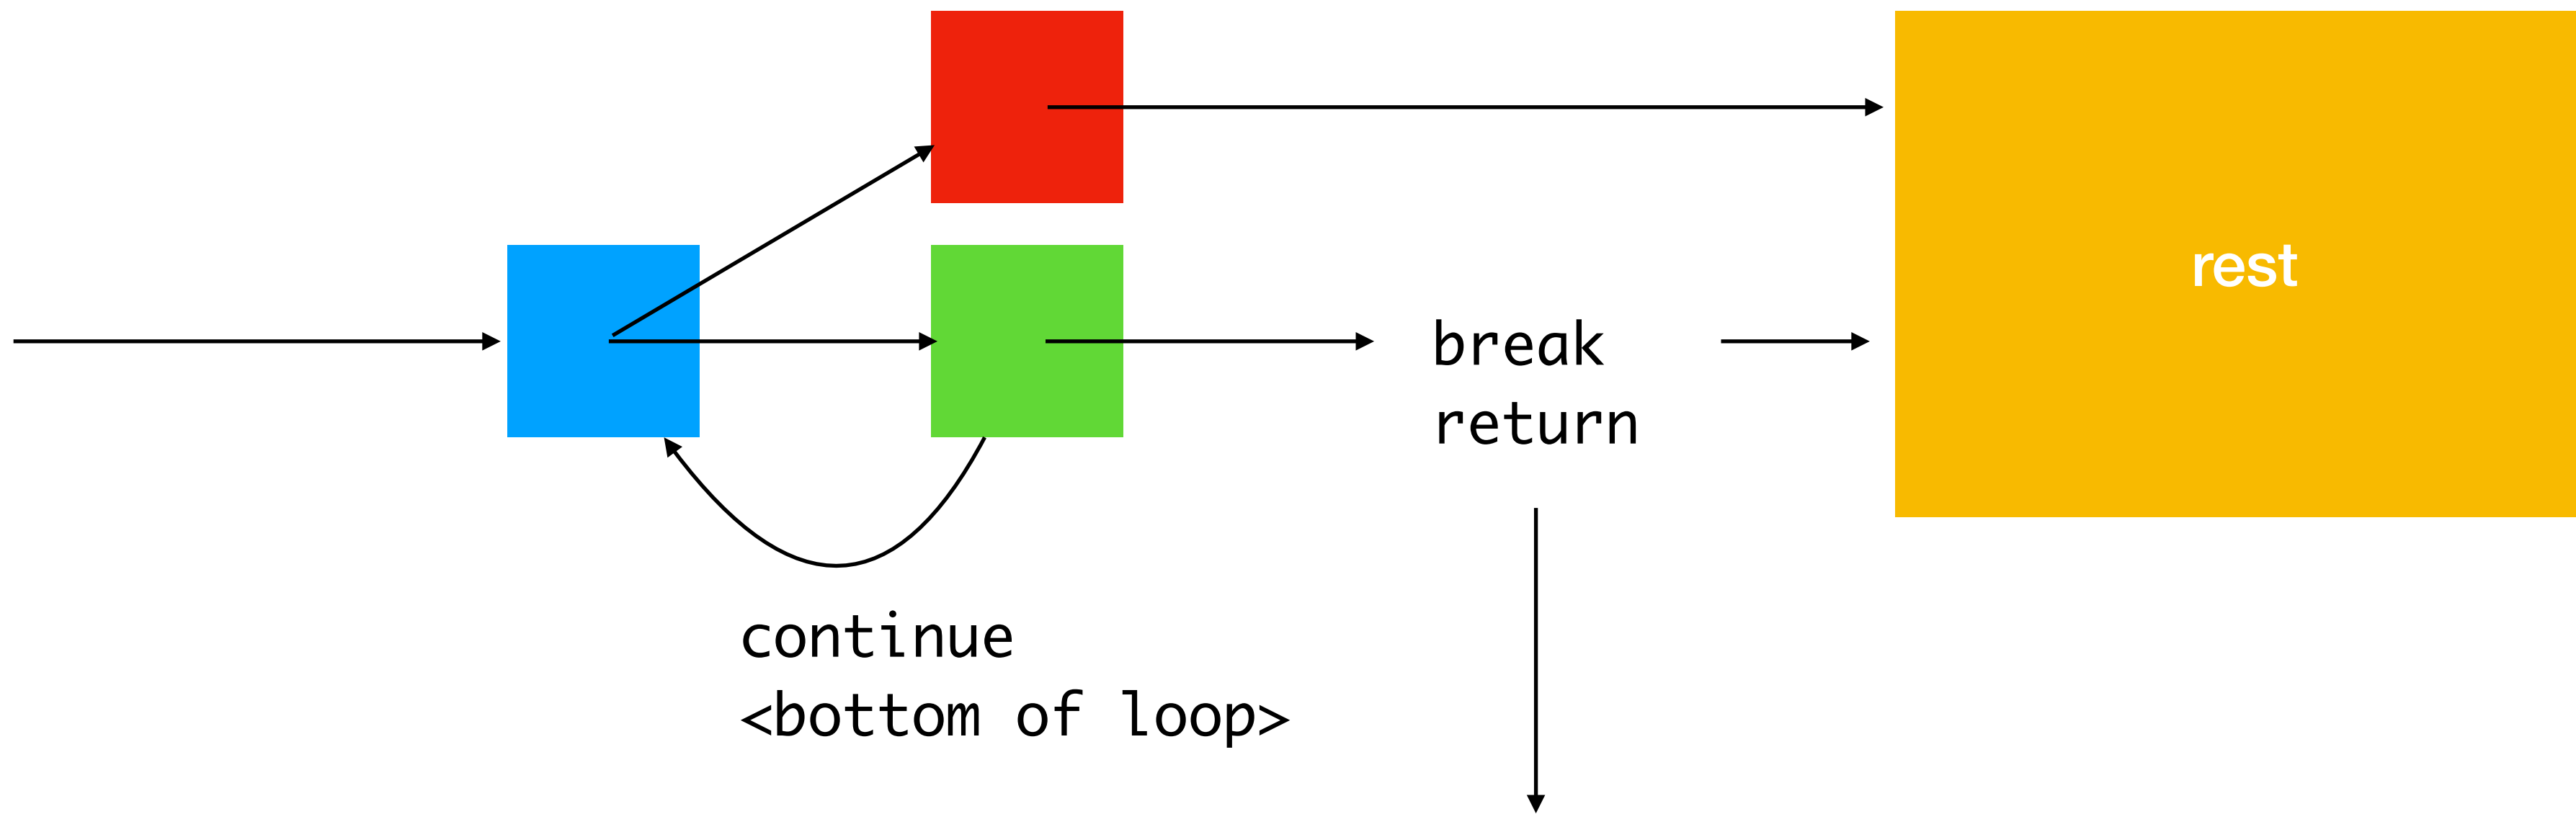 rest
break
return
continue
<bottom of loop>